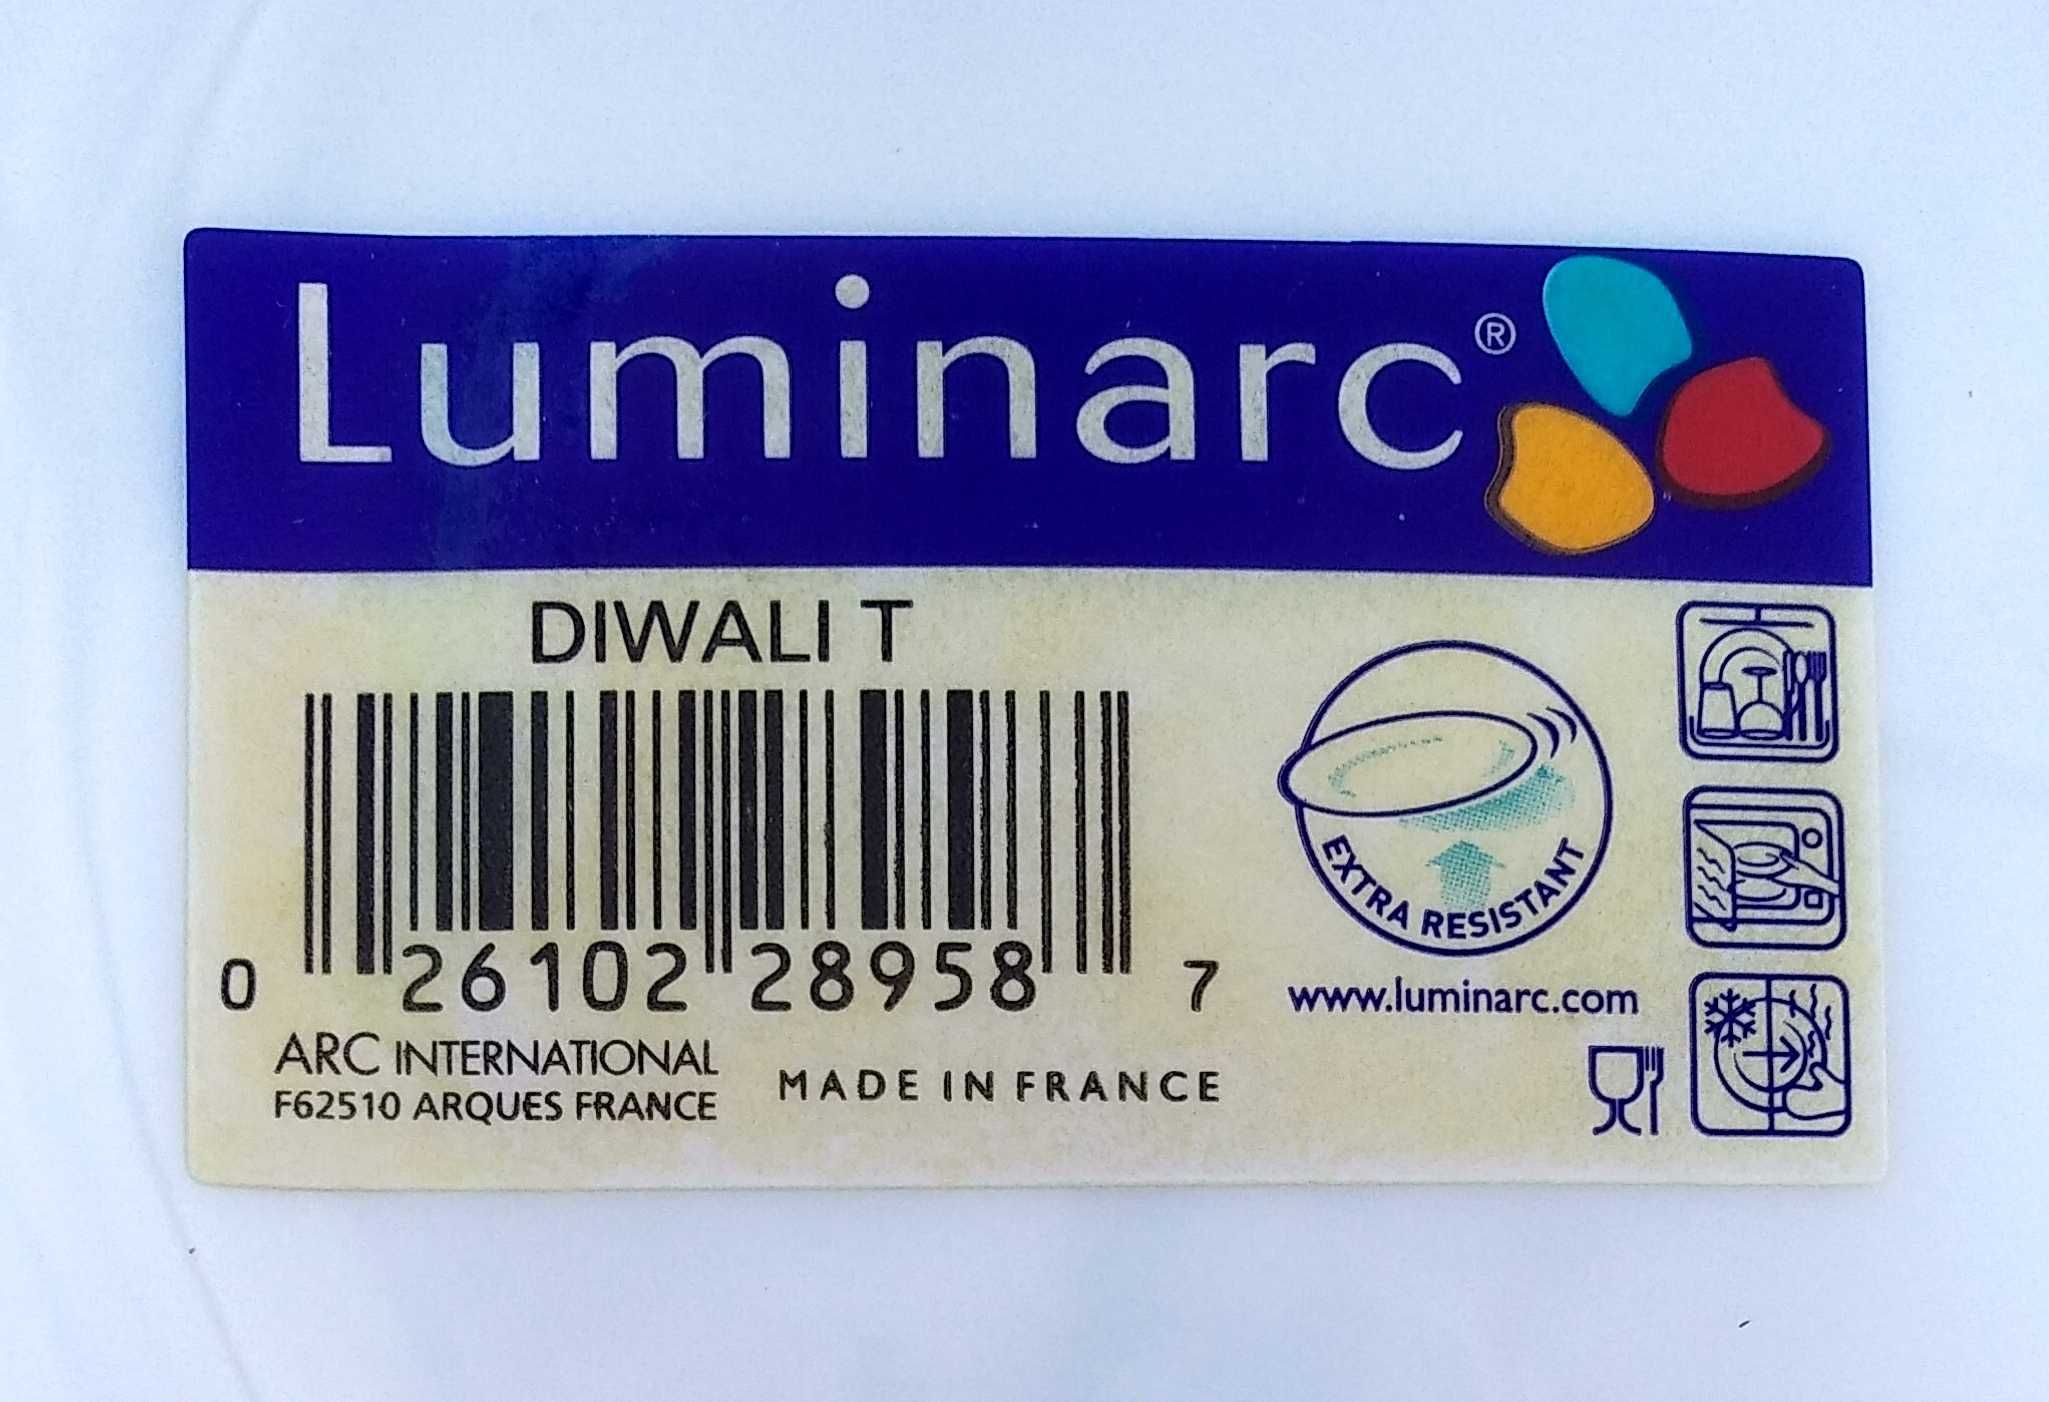 Luminarc®
DIWALI T
0 26102 28958 7
EXTRA RESISTANT
www.luminarc.com
ARC INTERNATIONAL
F62510 ARQUES FRANCE
MADE IN FRANCE